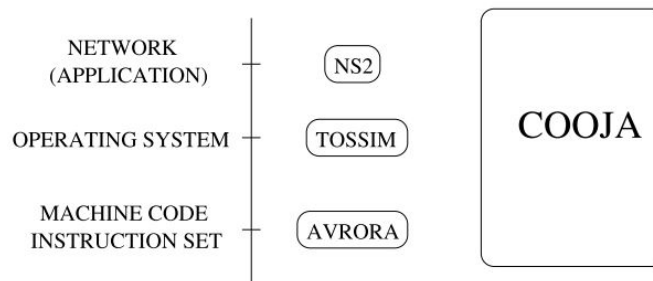 NETWORK
(APPLICATION)
NS2
OPERATING SYSTEM
TOSSIM
COOJA
MACHINE CODE
INSTRUCTION SET
AVRORA